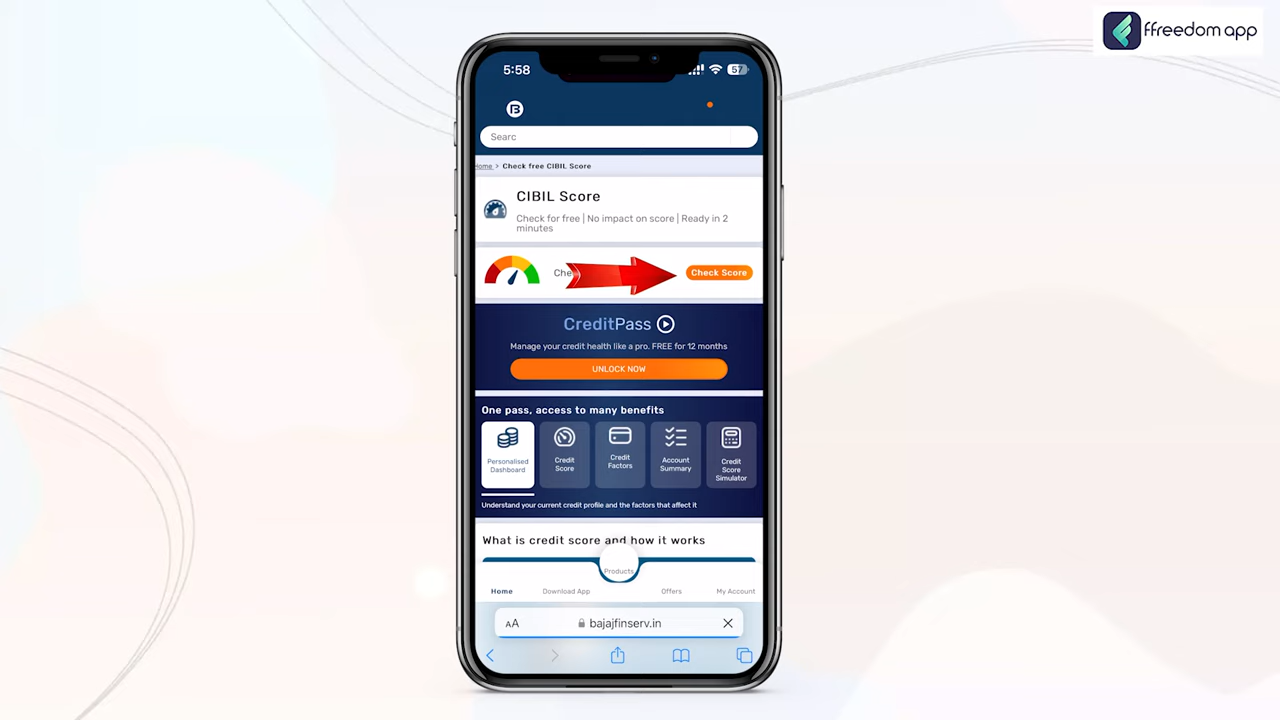 ffreedom app
5:58
57
Searc
Home > Check free CIBIL Score
CIBIL Score
Check for free | No impact on score | Ready in 2
minutes
Check Score
CreditPass
Manage your credit health like a pro. FREE for 12 months
UNLOCK NOW
One pass, access to many benefits
Personalised
Dashboard
Credit
Score
Credit
Factors
Account
Summary
Credit
Score
Simulator
Understand your current credit profile and the factors that affect it
What is credit score and how it works
Products
Home
Download App
Offers
My Account
AA
bajajfinserv.in